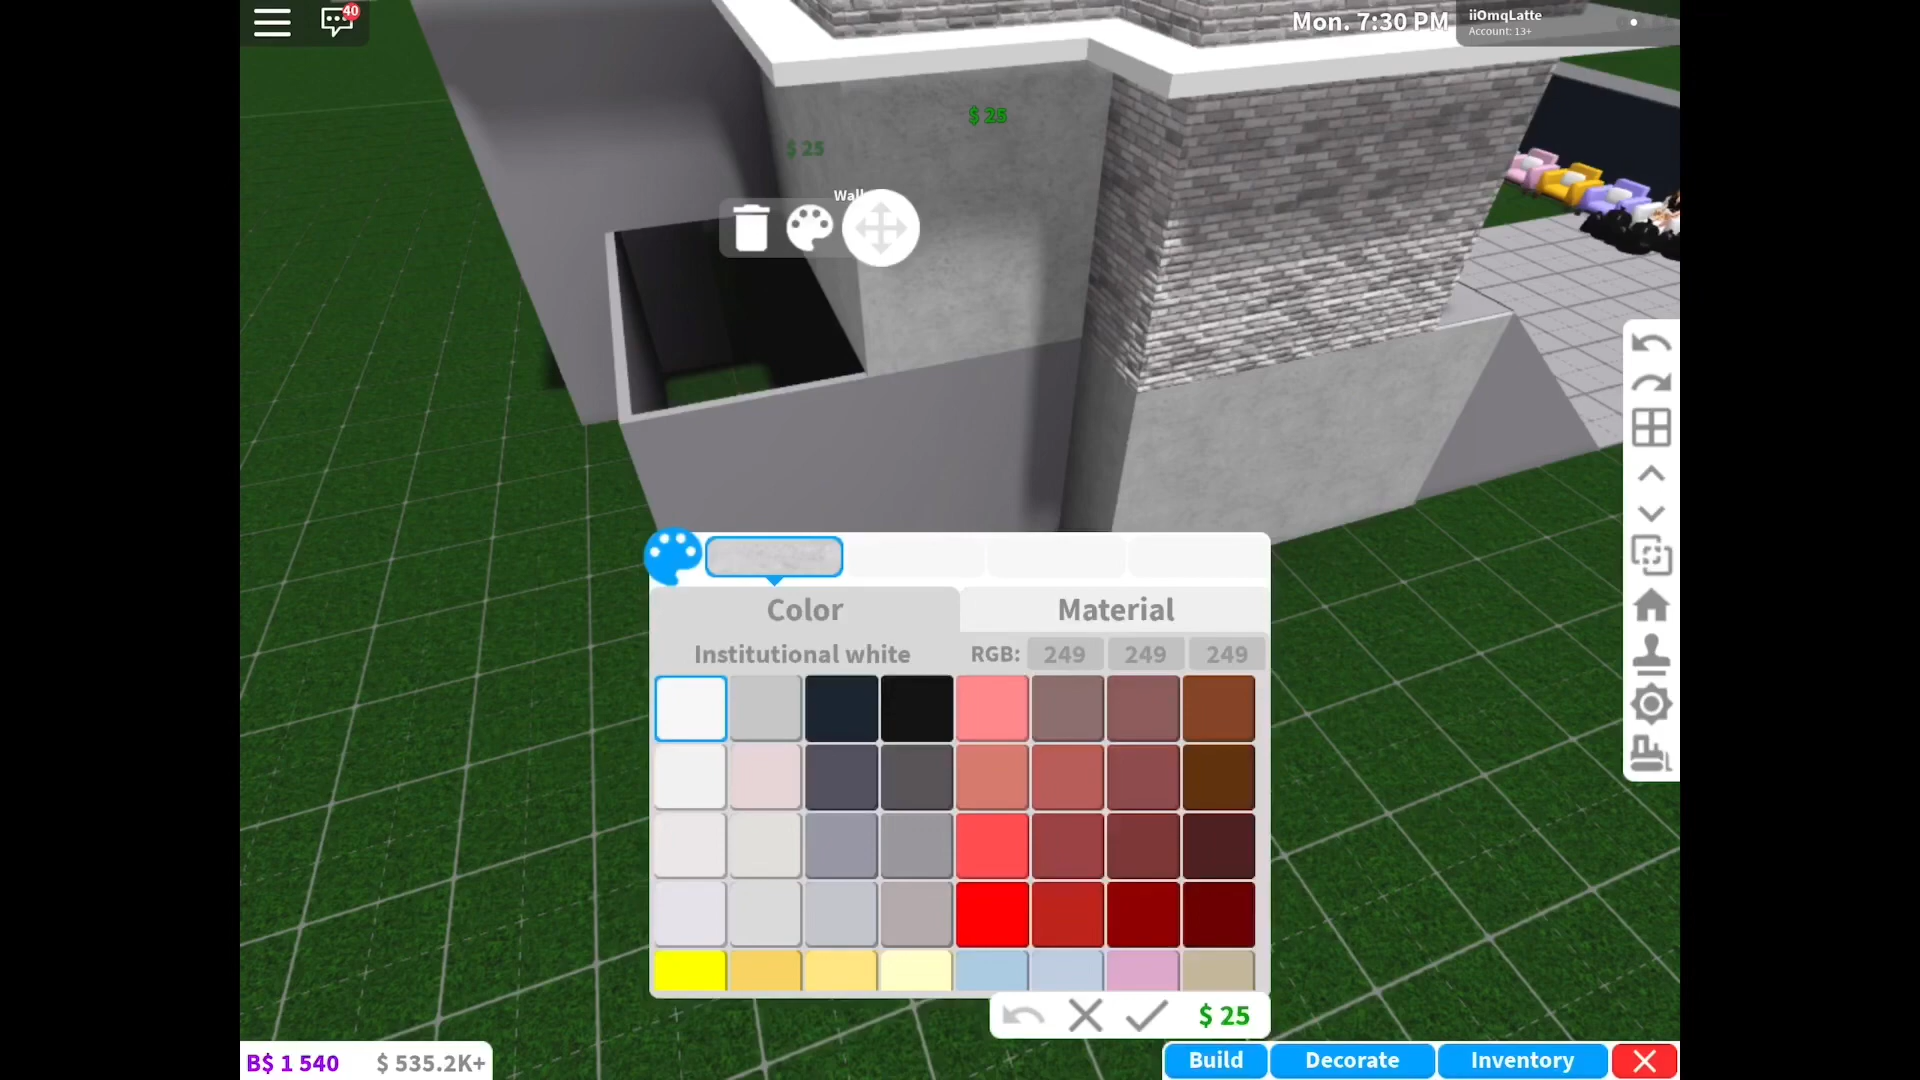 40
Mon. 7:30 PM
iiOmqLatte
Account: 13+
$ 25
$ 25
Wall
Color
Material
Institutional white
RGB: 249 249 249
$ 25
B$ 1 540
$ 535.2K+
Build
Decorate
Inventory